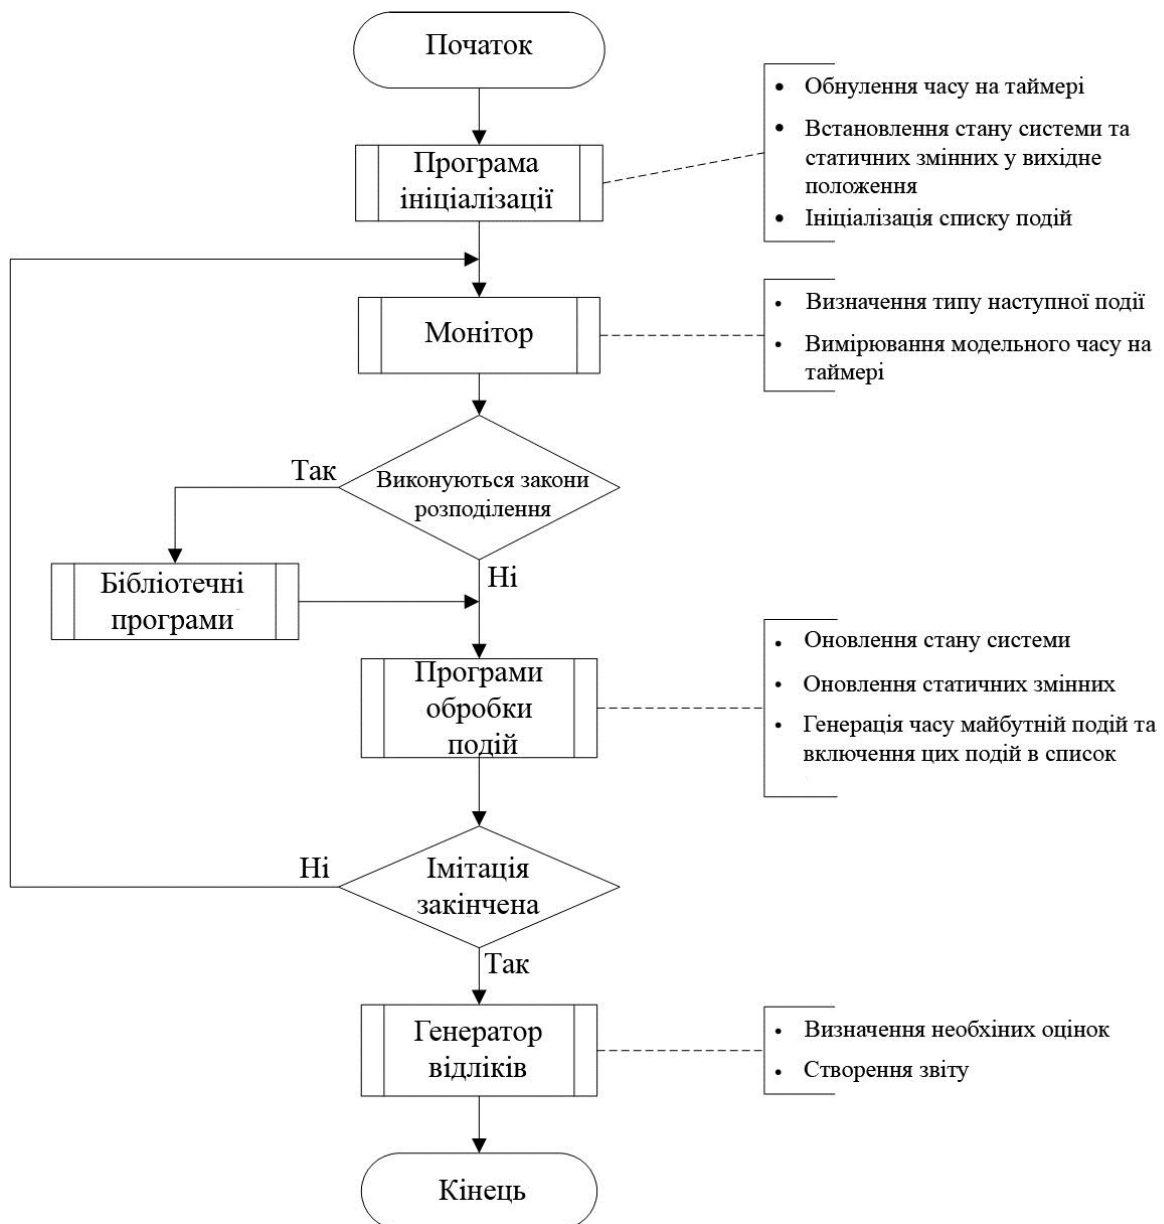 Початок
Програма
ініціалізації
• Обнулення часу на таймері
• Встановлення стану системи та
статичних змінних у вихідне
положення
• Ініціалізація списку подій
Монітор
• Визначення типу наступної події
• Вимірювання модельного часу на
таймері
Так
Виконуються закони
розподілення
Ні
Бібліотечні
програми
Програми
обробки
подій
• Оновлення стану системи
• Оновлення статичних змінних
• Генерація часу майбутній подій та
включення цих подій в список
Ні
Імітація
закінчена
Так
Генератор
відліків
• Визначення необхіних оцінок
• Створення звіту
Кінець